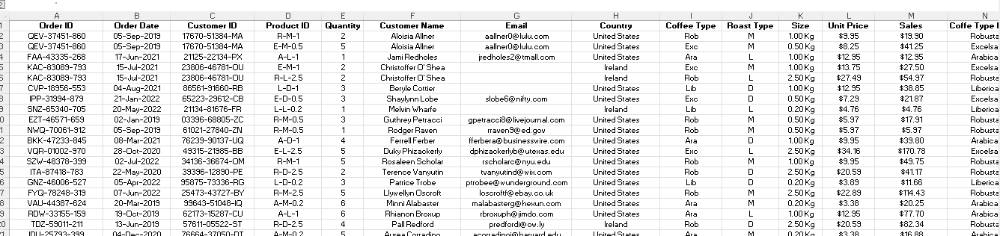 A B C D E F G H I J K L M N
Order ID Order Date Customer ID Product ID Quantity Customer Name Email Country Coffee Type Roast Type Size Unit Price Sales Coffe Type
QEV-37451-860 05-Sep-2019 17670-51384-MA R-M-1 2 Aloisia Allner aallner0@lulu.com United States Rob M 1.00 Kg $9.95 $19.90 Robusta
QEV-37451-860 05-Sep-2019 17670-51384-MA E-M-0.5 5 Aloisia Allner aallner0@lulu.com United States Exc M 0.50 Kg $8.25 $41.25 Excelsa
FAA-43335-268 17-Jun-2021 21125-22134-PX A-L-1 1 Jami Redholes jredholes2@tmall.com United States Ara L 1.00 Kg $12.95 $12.95 Arabica
KAC-83089-793 15-Jul-2021 23806-46781-OU E-M-1 2 Christoffer O' Shea Ireland Exc M 1.00 Kg $13.75 $27.50 Excelsa
KAC-83089-793 15-Jul-2021 23806-46781-OU R-L-2.5 2 Christoffer O' Shea Ireland Rob L 2.50 Kg $27.49 $54.97 Robusta
CVP-18956-553 04-Aug-2021 86561-91660-RB L-D-1 3 Beryle Cottier United States Lib D 1.00 Kg $12.95 $38.85 Liberica
IPP-31994-879 21-Jan-2022 65223-29612-CB E-D-0.5 3 Shaylynn Lobe slobe6@nifty.com United States Exc D 0.50 Kg $7.29 $21.87 Excelsa
SNZ-65340-705 20-May-2022 21134-81676-FR L-L-0.2 1 Melvin Wharfe Ireland Lib L 0.20 Kg $4.76 $4.76 Liberica
EZT-46571-659 02-Jan-2019 03396-68805-ZC R-M-0.5 3 Guthrey Petracci gpetracci8@livejournal.com United States Rob M 0.50 Kg $5.97 $17.91 Robusta
NWQ-70061-912 05-Sep-2019 61021-27840-ZN R-M-0.5 1 Rodger Raven rraven9@ed.gov United States Rob M 0.50 Kg $5.97 $5.97 Robusta
BKK-47233-845 08-Mar-2021 76239-90137-UQ A-D-1 4 Ferrell Ferber fferbera@businesswire.com United States Ara D 1.00 Kg $9.95 $39.80 Arabica
VQR-01002-970 28-Oct-2020 49315-21985-BB E-L-2.5 5 Duky Phizackerly dphizackerlyb@utexas.edu United States Exc L 2.50 Kg $34.16 $170.78 Excelsa
SZW-48378-399 02-Jul-2022 34136-36674-OM R-M-1 5 Rosaleen Scholar rscholarc@nyu.edu United States Rob M 1.00 Kg $9.95 $49.75 Robusta
ITA-87418-783 22-May-2020 39396-12890-PE R-D-2.5 2 Terence Vanyutin tvanyutind@wix.com United States Rob D 2.50 Kg $20.59 $41.17 Robusta
GNZ-46006-527 05-Apr-2022 95875-73336-RG L-D-0.2 3 Patrice Trobe ptrobee@wunderground.com United States Lib D 0.20 Kg $3.89 $11.66 Liberica
FYQ-78248-319 07-Jun-2022 25473-43727-BY R-M-2.5 5 Llywellyn Oscroft loscroftf@ebay.co.uk United States Rob M 2.50 Kg $22.89 $114.43 Robusta
VAU-44387-624 20-Mar-2019 99643-51048-IQ A-M-0.2 6 Minni Alabaster malabasterg@hexun.com United States Ara M 0.20 Kg $3.38 $20.25 Arabica
RDW-33155-159 19-Oct-2019 62173-15287-CU A-L-1 6 Rhianon Broxup rbroxuph@jimdo.com United States Ara L 1.00 Kg $12.95 $77.70 Arabica
TDZ-59011-211 13-Jun-2019 57611-05522-ST R-D-2.5 4 Pall Redford predfordi@ow.ly Ireland Rob D 2.50 Kg $20.59 $82.34 Robusta
IDU-25793-399 04-Dec-2020 76664-37050-DT A-M-0.2 5 Aurea Corradino acorradinoj@harvard.edu United States Ara M 0.20 Kg $3.38 $16.88 Arabica